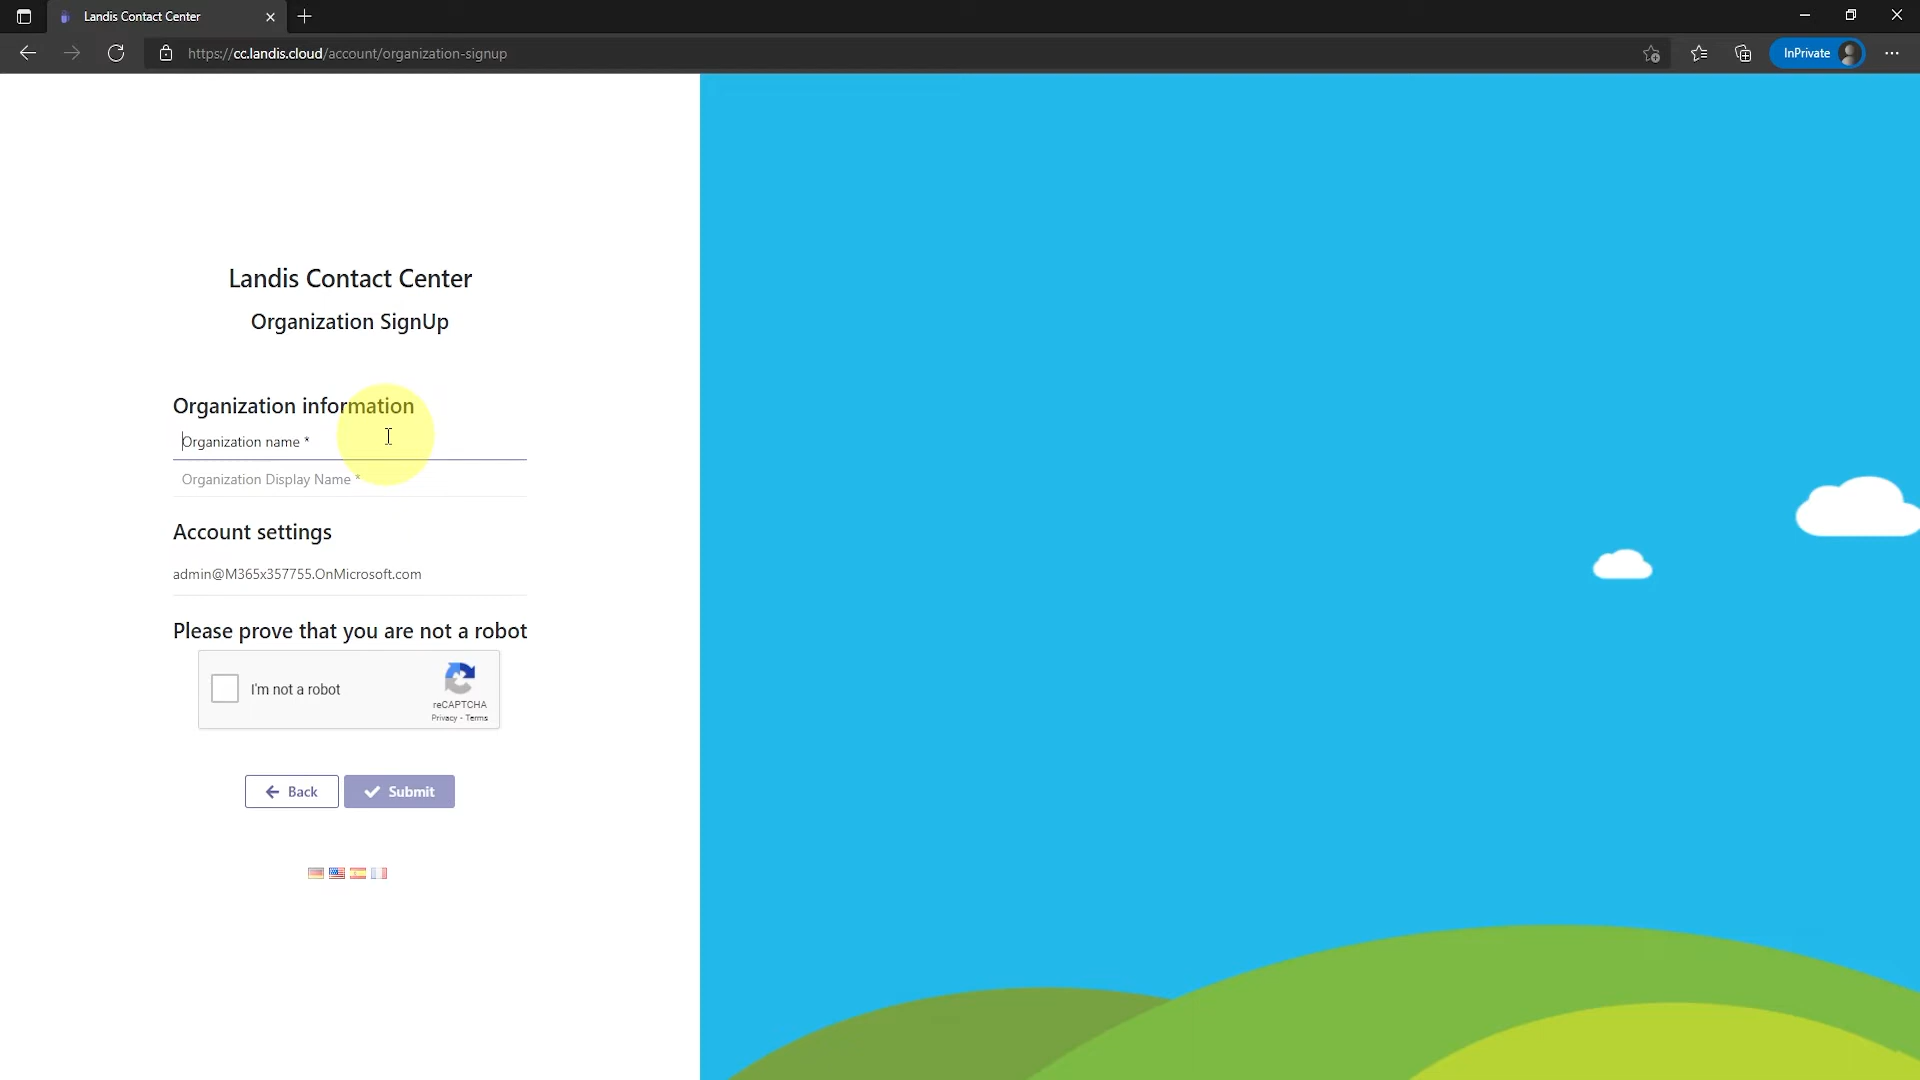 Landis Contact Center
https://cc.landis.cloud/account/organization-signup
InPrivate
Landis Contact Center
Organization SignUp
Organization information
Organization name *
Organization Display Name *
Account settings
admin@M365x357755.OnMicrosoft.com
Please prove that you are not a robot
I'm not a robot
reCAPTCHA
Privacy - Terms
Back
Submit